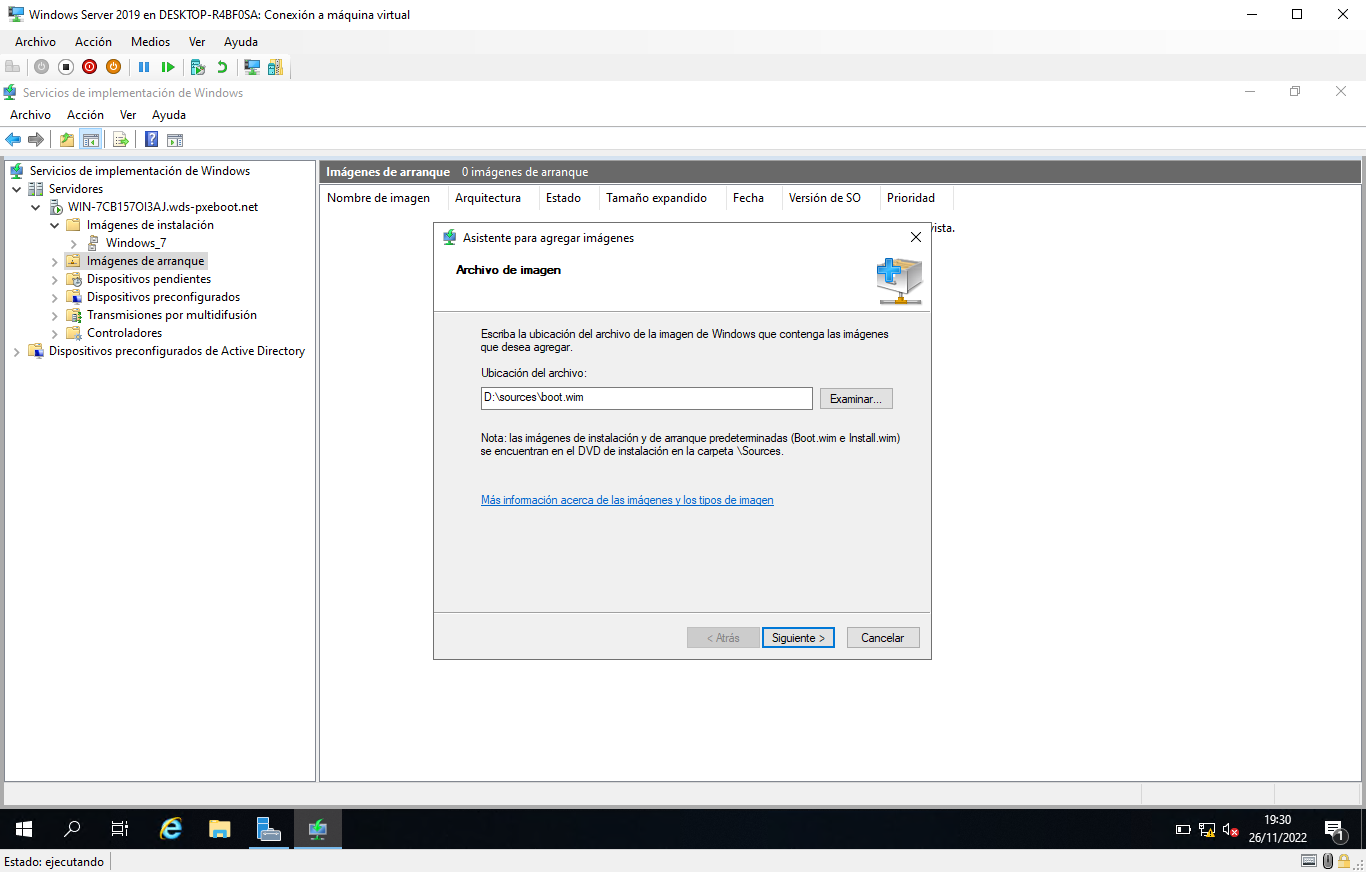 Windows Server 2019 en DESKTOP-R4BF0SA: Conexión a máquina virtual
Archivo Acción Medios Ver Ayuda
Servicios de implementación de Windows
Archivo Acción Ver Ayuda
Servicios de implementación de Windows
Servidores
WIN-7CB157OI3AJ.wds-pxeboot.net
Imágenes de instalación
Windows_7
Imágenes de arranque
Dispositivos pendientes
Dispositivos preconfigurados
Transmisiones por multidifusión
Controladores
Dispositivos preconfigurados de Active Directory
Imágenes de arranque 0 imágenes de arranque
Nombre de imagen Arquitectura Estado Tamaño expandido Fecha Versión de SO Prioridad
vista.
Asistente para agregar imágenes
Archivo de imagen
Escriba la ubicación del archivo de la imagen de Windows que contenga las imágenes
que desea agregar.
Ubicación del archivo:
D:\sources\boot.wim
Examinar...
Nota: las imágenes de instalación y de arranque predeterminadas (Boot.wim e Install.wim)
se encuentran en el DVD de instalación en la carpeta \Sources.
Más información acerca de las imágenes y los tipos de imagen
< Atrás Siguiente > Cancelar
19:30
26/11/2022
1
Estado: ejecutando